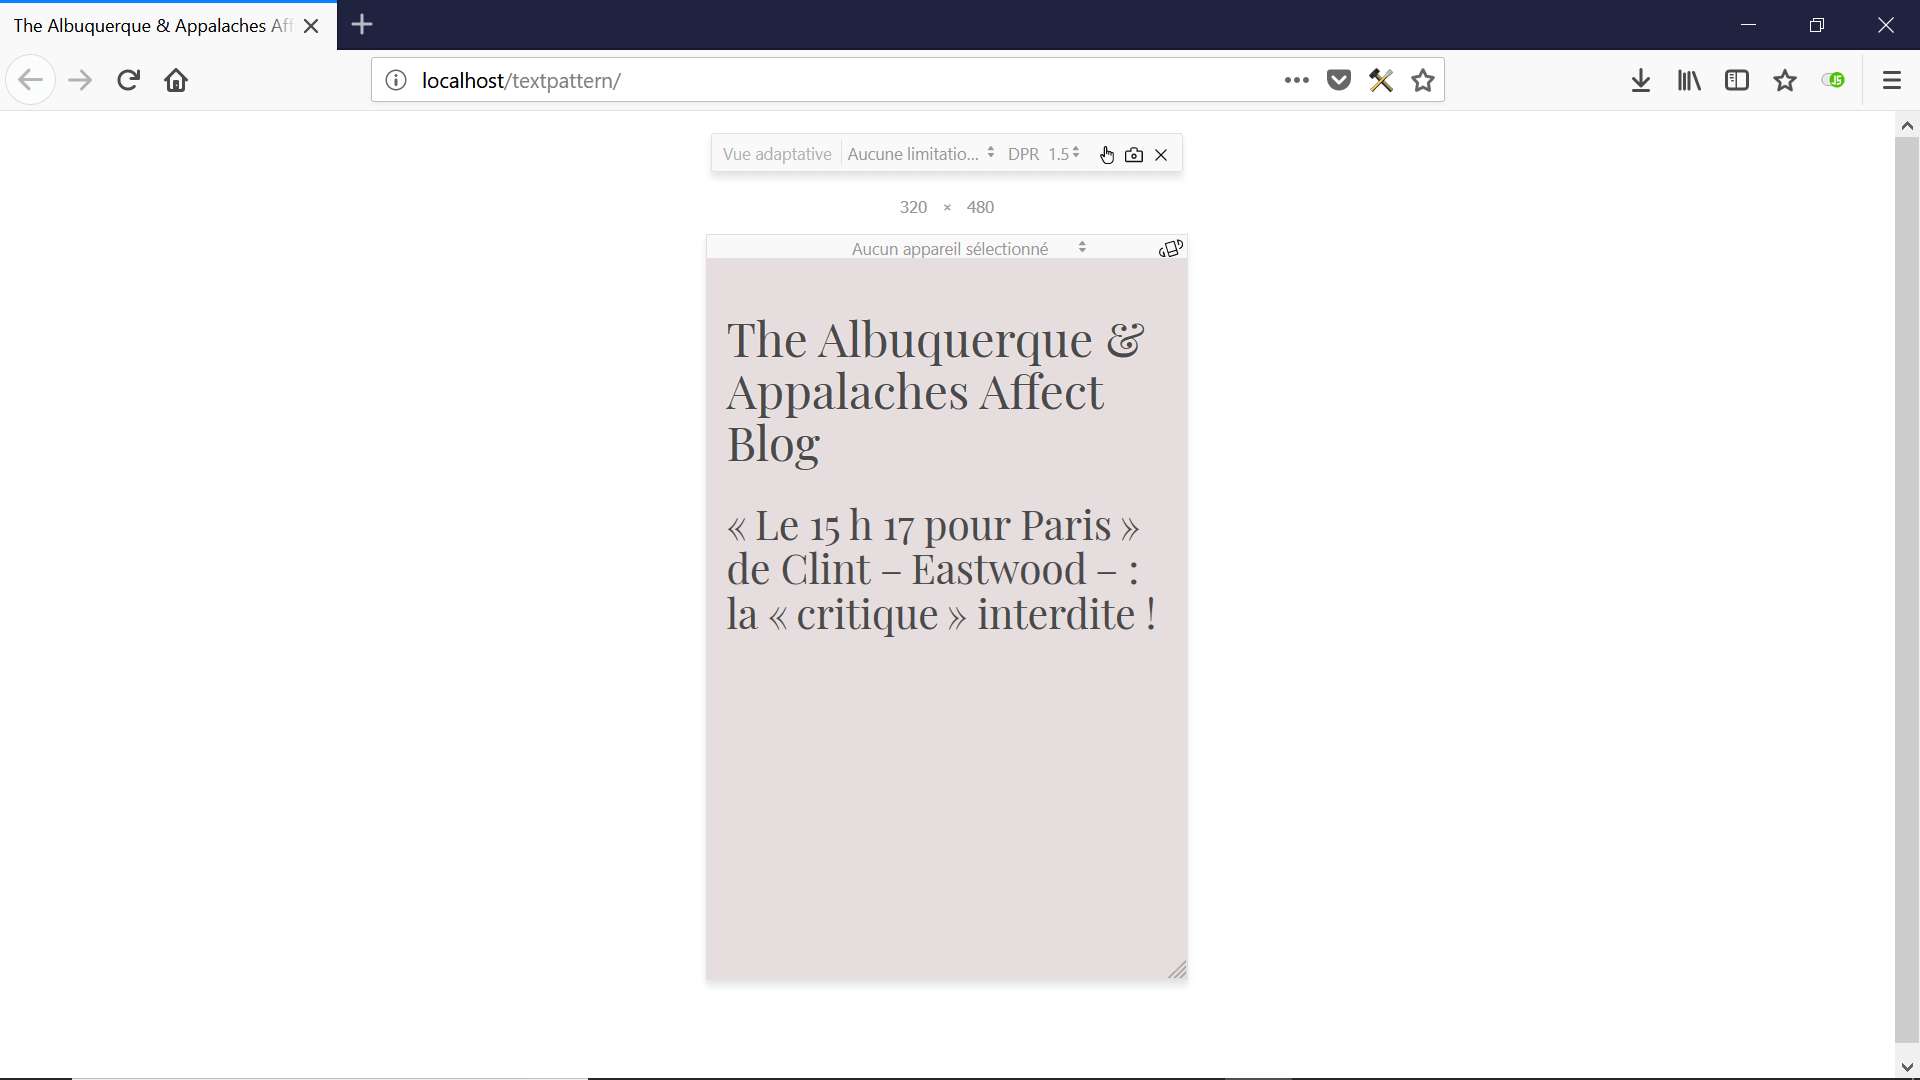 The Albuquerque & Appalaches Aff
localhost/textpattern/
Vue adaptative Aucune limitatio... DPR 1.5
320 × 480
Aucun appareil sélectionné
The Albuquerque &
Appalaches Affect
Blog
« Le 15 h 17 pour Paris »
de Clint – Eastwood – :
la « critique » interdite !